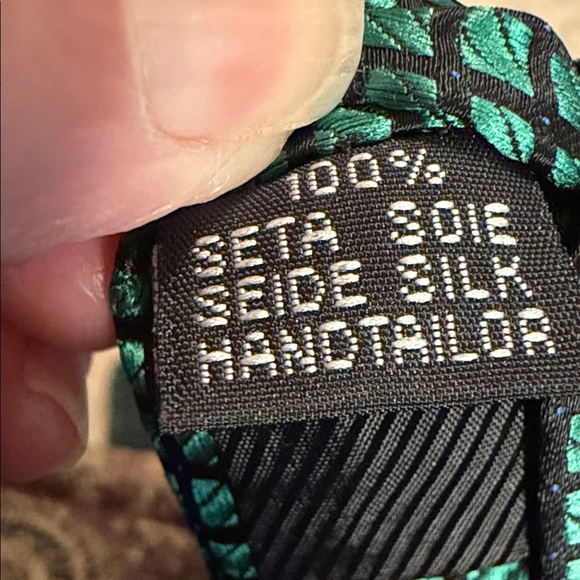 100%
SETA SOIE
SEIDE SILK
HANDTAILOR